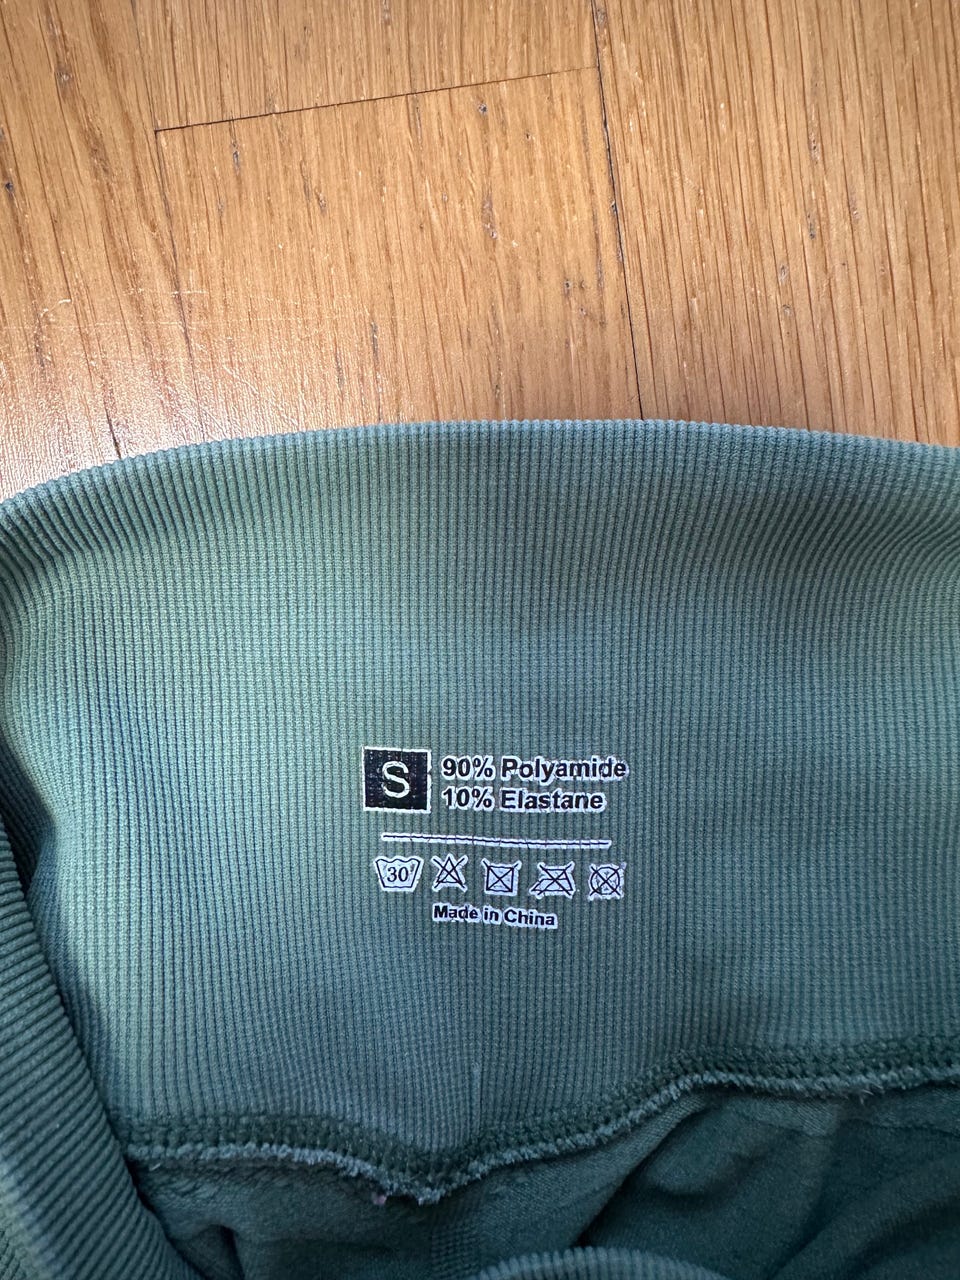 S
90% Polyamide
10% Elastane
30°
Made in China